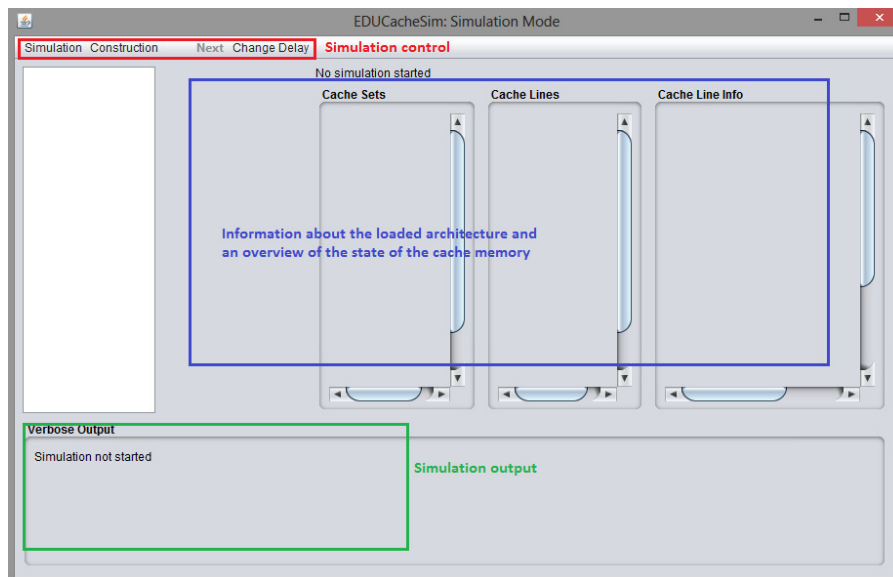 EDUCacheSim: Simulation Mode
Simulation Construction Next Change Delay Simulation control
No simulation started
Cache Sets Cache Lines Cache Line Info
Information about the loaded architecture and
an overview of the state of the cache memory
Verbose Output
Simulation not started
Simulation output